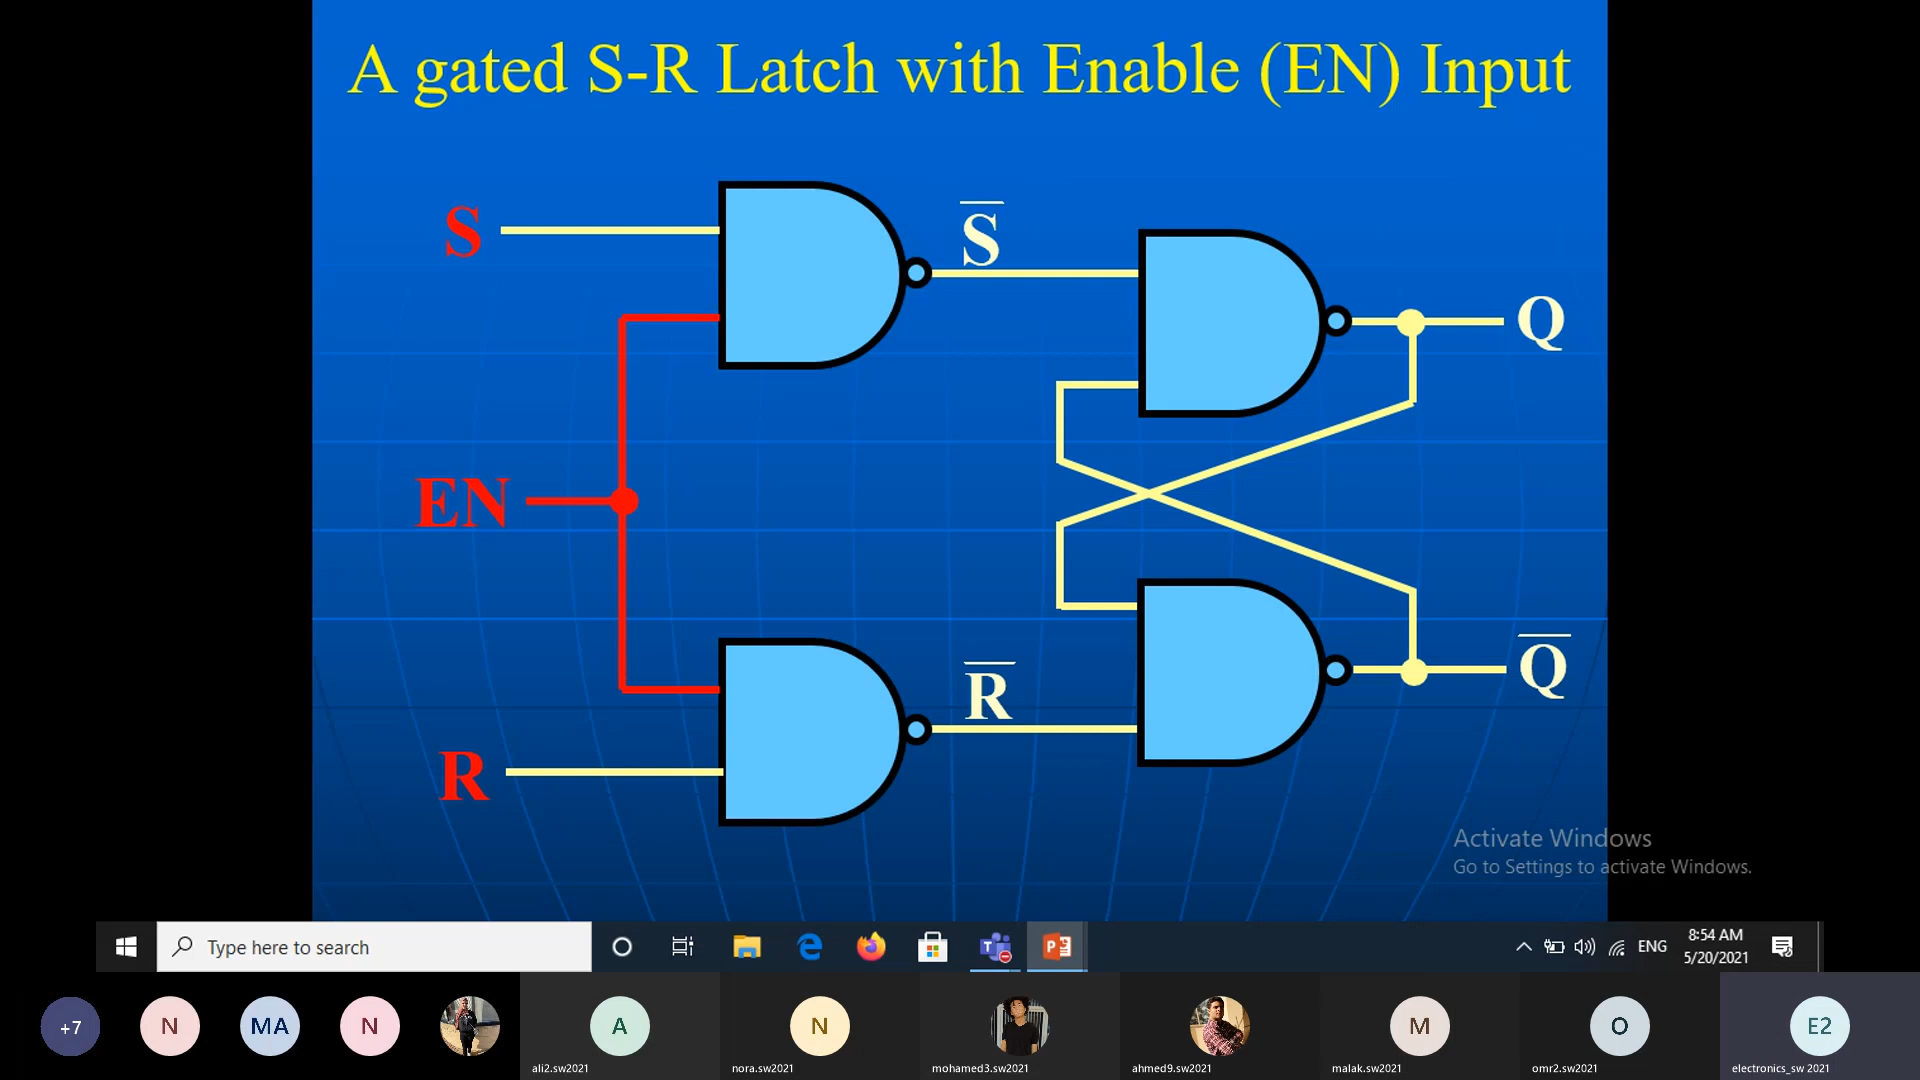 A gated S-R Latch with Enable (EN) Input
S
S̅
Q
EN
R
R̅
Q̅
Activate Windows
Go to Settings to activate Windows.
Type here to search
ENG
8:54 AM
5/20/2021
+7
N
MA
N
A
N
M
O
E2
ali2.sw2021
nora.sw2021
mohamed3.sw2021
ahmed9.sw2021
malak.sw2021
omr2.sw2021
electronics_sw 2021